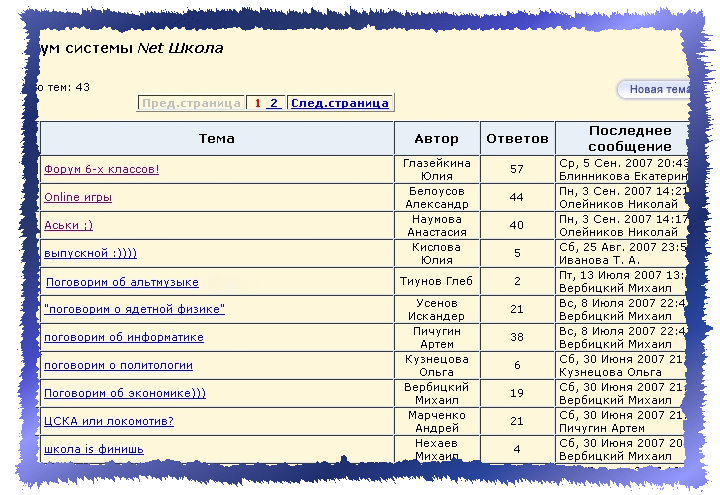 ум системы Net Школа
о тем: 43
Пред.страница 1 2 След.страница
Новая тема
Тема Автор Ответов Последнее сообщение
Форум 6-х классов! Глазейкина Юлия 57 Ср, 5 Сен. 2007 20:43 Блинникова Екатерин
Online игры Белоусов Александр 44 Пн, 3 Сен. 2007 14:21 Олейников Николай
Аськи ;) Наумова Анастасия 40 Пн, 3 Сен. 2007 14:17 Олейников Николай
выпускной :)))) Кислова Юлия 5 Сб, 25 Авг. 2007 23:5 Иванова Т. А.
Поговорим об альтмузыке Тиунов Глеб 2 Пт, 13 Июля 2007 13: Вербицкий Михаил
"поговорим о ядетной физике" Усенов Искандер 21 Вс, 8 Июля 2007 22:4 Вербицкий Михаил
поговорим об информатике Пичугин Артем 38 Вс, 8 Июля 2007 22:4 Вербицкий Михаил
поговорим о политологии Кузнецова Ольга 6 Сб, 30 Июня 2007 21: Кузнецова Ольга
Поговорим об экономике))) Вербицкий Михаил 19 Сб, 30 Июня 2007 21: Вербицкий Михаил
ЦСКА или локомотив? Марченко Андрей 21 Сб, 30 Июня 2007 21: Пичугин Артем
школа is финишь Нехаев Михаил 4 Сб, 30 Июня 2007 20: Вербицкий Михаил